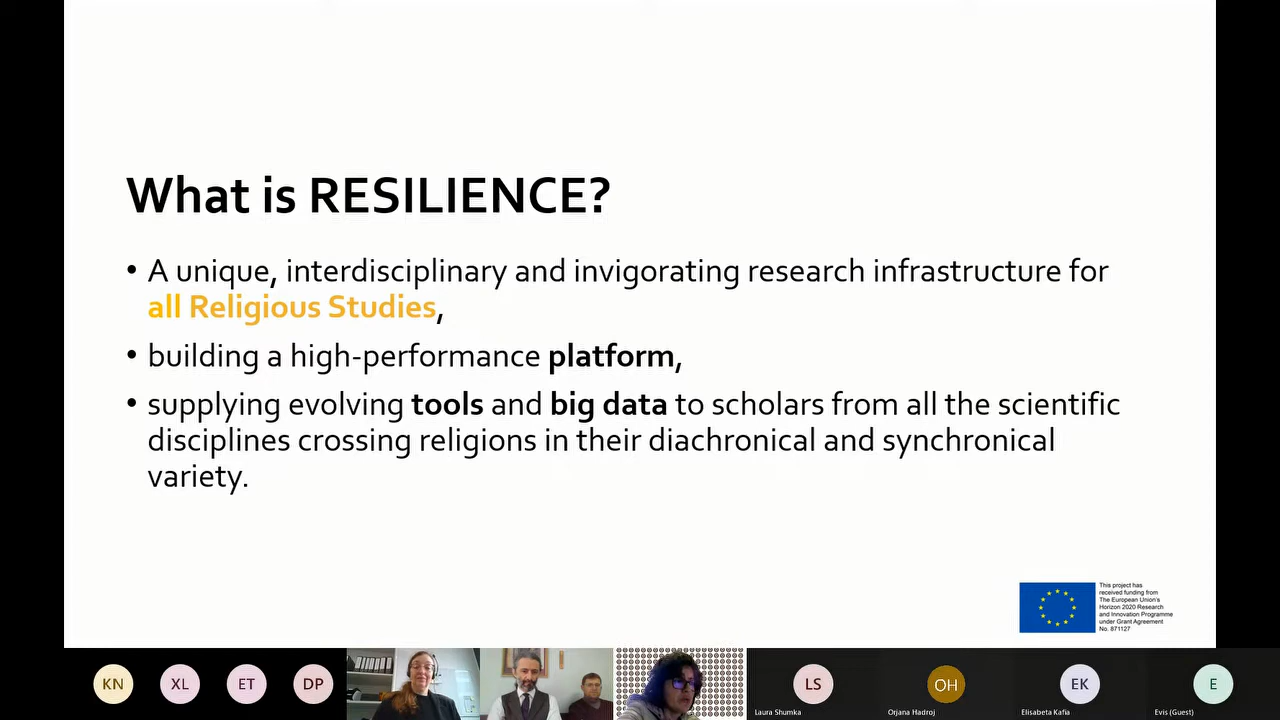 What is RESILIENCE?
• A unique, interdisciplinary and invigorating research infrastructure for
all Religious Studies,
• building a high-performance platform,
• supplying evolving tools and big data to scholars from all the scientific
disciplines crossing religions in their diachronical and synchronical
variety.
This project has
received funding from
The European Union's
Horizon 2020 Research
and Innovation Programme
under Grant Agreement
No. 871127
KN XL ET DP LS OH EK E
Laura Shumka Orjana Hadroj Elisabeta Kafia Evis (Guest)